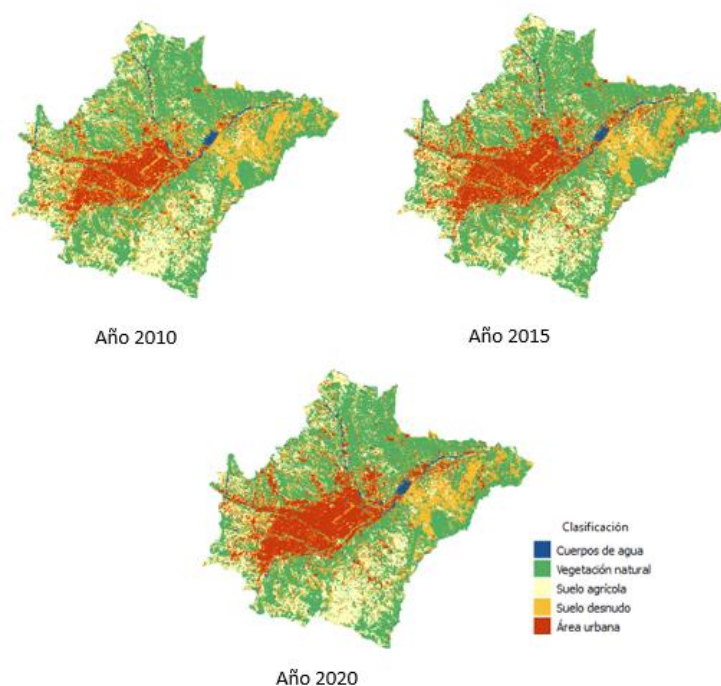 Año 2010
Año 2015
Clasificación
Cuerpos de agua
Vegetación natural
Suelo agrícola
Suelo desnudo
Área urbana
Año 2020